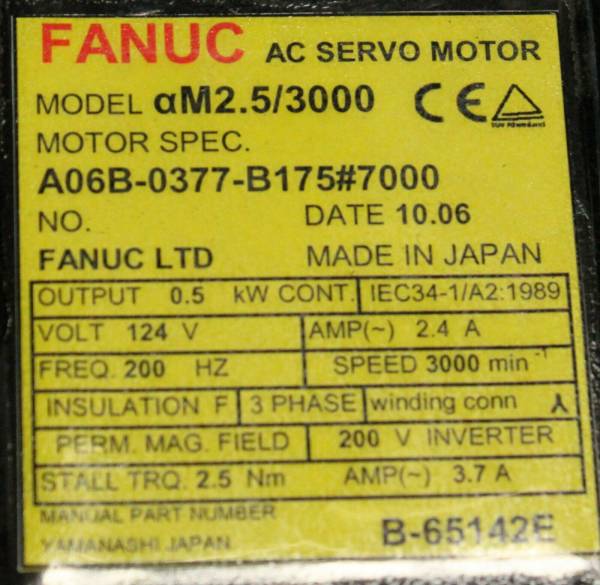 FANUC AC SERVO MOTOR
MODEL αM2.5/3000 CE
MOTOR SPEC.
A06B-0377-B175#7000
NO. DATE 10.06
FANUC LTD MADE IN JAPAN
OUTPUT 0.5 kW CONT. IEC34-1/A2:1989
VOLT 124 V AMP(~) 2.4 A
FREQ. 200 HZ SPEED 3000 min⁻¹
INSULATION F 3 PHASE winding conn
PERM. MAG. FIELD 200 V INVERTER
STALL TRQ. 2.5 Nm AMP(~) 3.7 A
MANUAL PART NUMBER B-65142E
YAMANASHI JAPAN